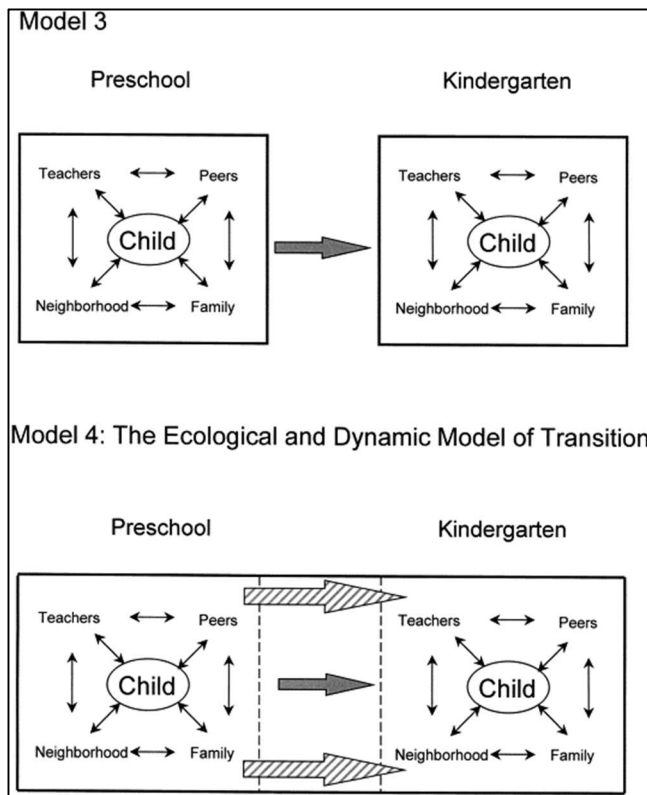 Model 3
Preschool Kindergarten
Teachers Peers Teachers Peers
Child Child
Neighborhood Family Neighborhood Family
Model 4: The Ecological and Dynamic Model of Transition
Preschool Kindergarten
Teachers Peers Teachers Peers
Child Child
Neighborhood Family Neighborhood Family